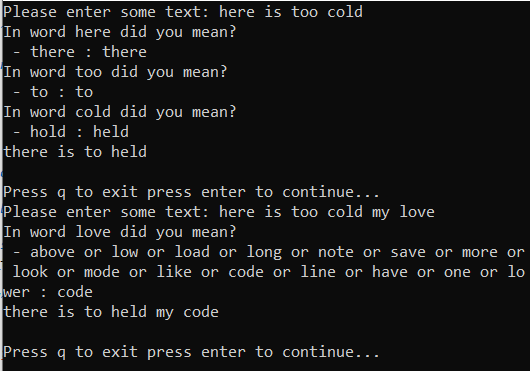 Please enter some text: here is too cold
In word here did you mean?
 - there : there
In word too did you mean?
 - to : to
In word cold did you mean?
 - hold : held
there is to held

Press q to exit press enter to continue...
Please enter some text: here is too cold my love
In word love did you mean?
 - above or low or load or long or note or save or more or
 look or mode or like or code or line or have or one or lo
wer : code
there is to held my code

Press q to exit press enter to continue...